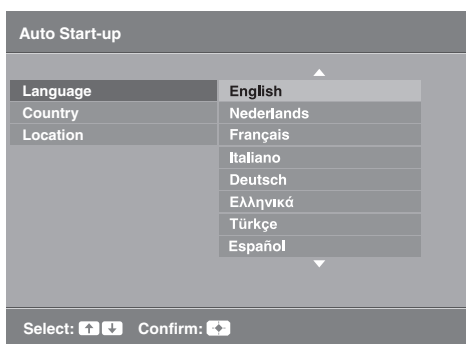 Auto Start-up
Language
Country
Location
English
Nederlands
Français
Italiano
Deutsch
Ελληνικά
Türkçe
Español
Select: ↑ ↓ Confirm: